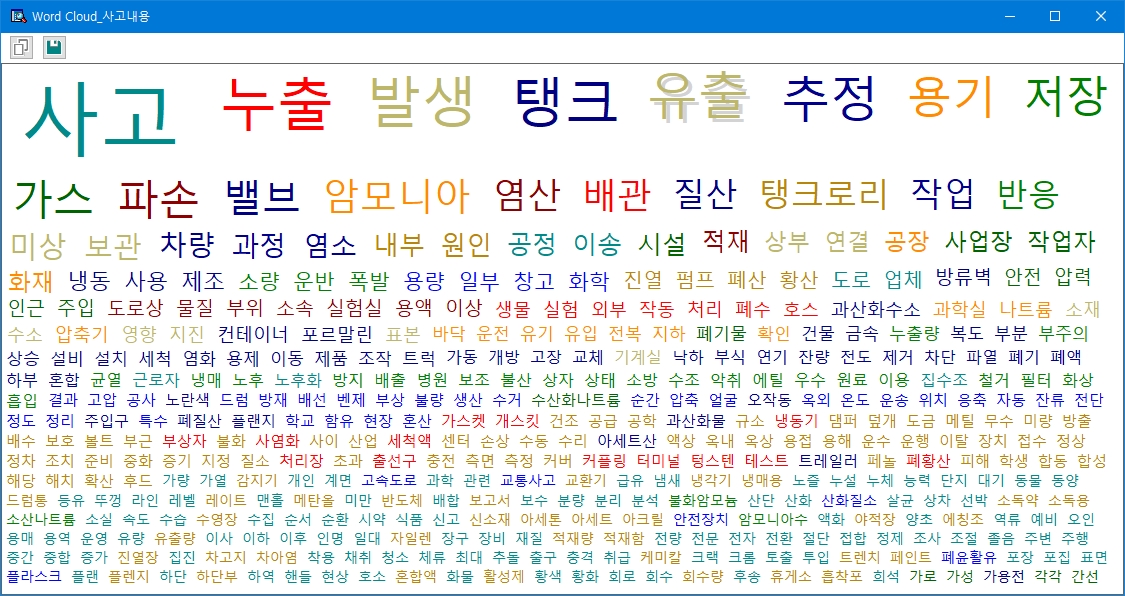 Word Cloud_사고내용
사고 누출 발생 탱크 유출 추정 용기 저장
가스 파손 밸브 암모니아 염산 배관 질산 탱크로리 작업 반응
미상 보관 차량 과정 염소 내부 원인 공정 이송 시설 적재 상부 연결 공장 사업장 작업자
화재 냉동 사용 제조 소량 운반 폭발 용량 일부 창고 화학 진열 펌프 폐산 황산 도로 업체 방류벽 안전 압력
인근 주입 도로상 물질 부위 소속 실험실 용액 이상 생물 실험 외부 작동 처리 폐수 호스 과산화수소 과학실 나트륨 소재
수소 압축기 영향 지진 컨테이너 포르말린 표본 바닥 운전 유기 유입 전복 지하 폐기물 확인 건물 금속 누출량 복도 부분 부주의
상승 설비 설치 세척 염화 용제 이동 제품 조작 트럭 가동 개방 고장 교체 기계실 낙하 부식 연기 잔량 전도 제거 차단 파열 폐기 폐액
하부 혼합 균열 근로자 냉매 노후 노후화 방지 배출 병원 보조 불산 상자 상태 소방 수조 악취 에틸 우수 원료 이용 집수조 철거 필터 화상
흡입 결과 고압 공사 노란색 드럼 방재 배선 벤제 부상 불량 생산 수거 수산화나트륨 순간 압축 얼굴 오작동 옥외 온도 운송 위치 응축 자동 잔류 전단
정도 정리 주입구 특수 폐질산 플랜지 학교 함유 현장 혼산 가스켓 개스킷 건조 공급 공학 과산화물 규소 냉동기 댐퍼 덮개 도금 메틸 무수 미량 방출
배수 보호 볼트 부근 부상자 불화 사염화 사이 산업 세척액 센터 손상 수동 수리 아세트산 액상 옥내 옥상 용접 용해 운수 운행 이탈 장치 접수 정상
정차 조치 준비 중화 증기 지정 질소 처리장 초과 출선구 충전 측면 측정 커버 커플링 터미널 텅스텐 테스트 트레일러 페놀 폐황산 피해 학생 합동 합성
해당 해치 확산 후드 가량 가열 감지기 개인 계면 고속도로 과학 관련 교통사고 교환기 급유 냄새 냉각기 냉매용 노즐 누설 누체 능력 단지 대기 동물 동양
드럼통 등유 뚜껑 라인 레벨 레이트 맨홀 메탄올 미만 반도체 배합 보고서 보수 분량 분리 분석 불화암모늄 산단 산화 산화질소 살균 상차 선박 소독약 소독용
소산나트륨 소실 속도 수습 수영장 수집 순서 순환 시약 식품 신고 신소재 아세톤 아세트 아크릴 안전장치 암모니아수 액화 야적장 양초 에칭조 역류 예비 오인
용매 용역 운영 유량 유출량 이사 이하 이후 인명 일대 자일렌 장구 장비 재질 적재량 적재함 전량 전문 전자 전환 절단 접합 정제 조사 조절 졸음 주변 주행
중간 중합 증가 진열장 집진 차고지 차아염 착용 채취 청소 체류 최대 추돌 출구 충격 취급 케미칼 크랙 크롬 토출 투입 트렌치 페인트 폐윤활유 포장 포집 표면
플라스크 플랜 플렌지 하단 하단부 하역 핸들 현상 호소 혼합액 화물 활성제 황색 황화 회로 회수 회수량 후송 휴게소 흡착포 희석 가로 가성 가용전 각각 간선